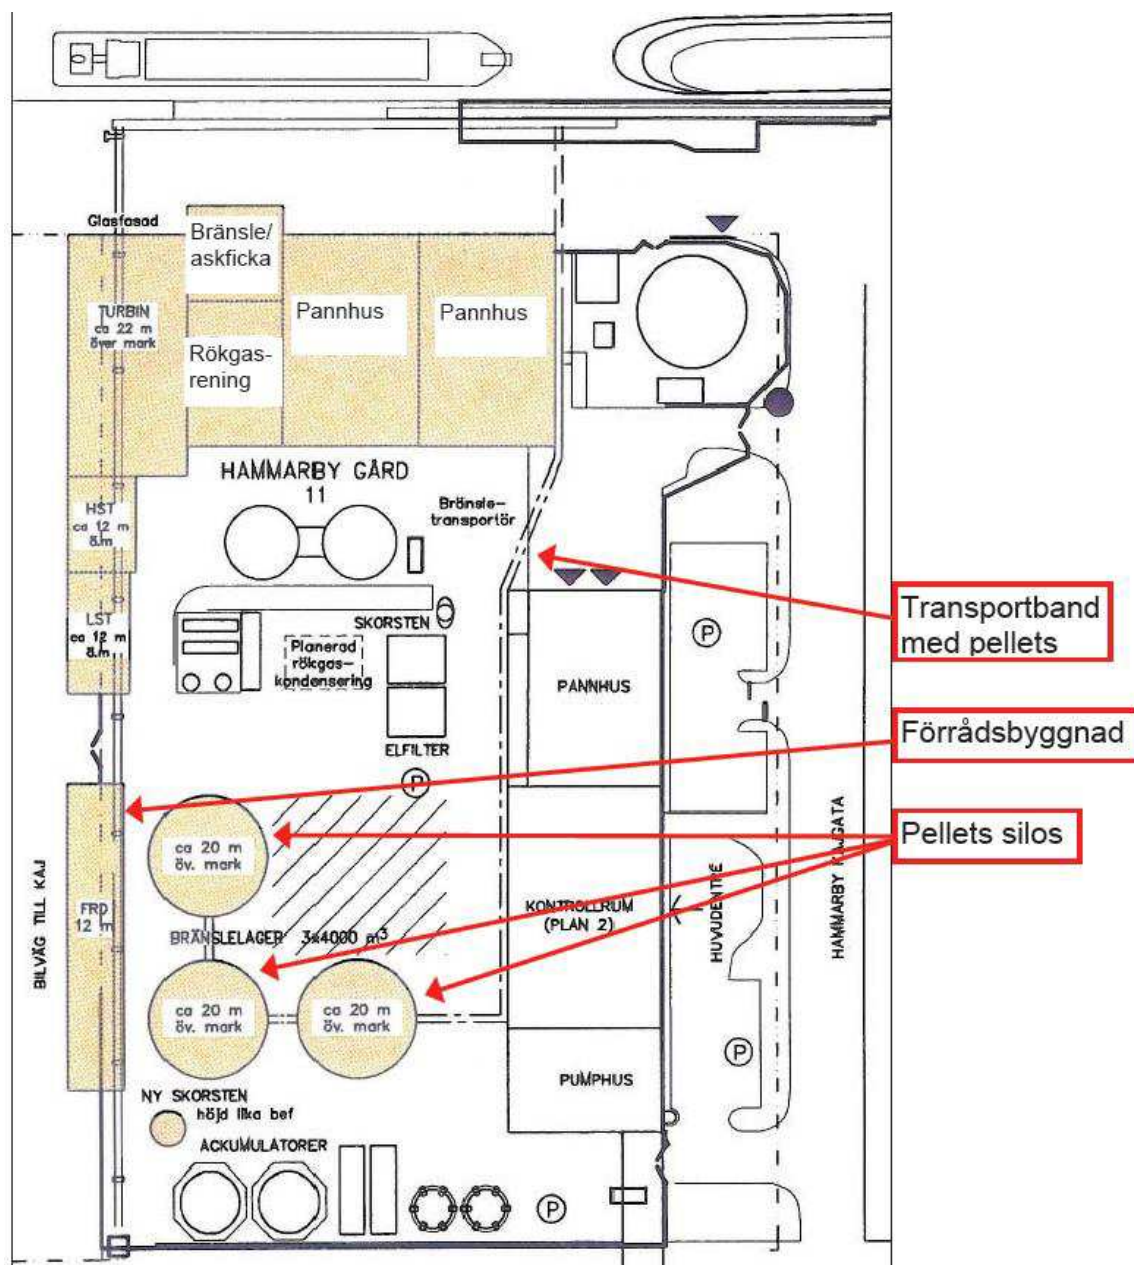 Glasfasad
Bränsle/
askficka
TURBIN
ca 22 m
över mark
Pannhus
Pannhus
Rökgas-
rening
HAMMARBY GÅRD
11
Bränsle-
transportör
HST
ca 12 m
ö.m
LST
ca 12 m
ö.m
SKORSTEN
Planerad
rökgas-
kondensering
ELFILTER
P
PANNHUS
P
Transportband
med pellets
Förrådsbyggnad
Pellets silos
ca 20 m
öv. mark
FRD
12 m
BRÄNSLELAGER 3x4000 m³
KONTROLLRUM
(PLAN 2)
HUVUDENTRÉ
HAMMARBY KAJGATA
BILVÄG TILL KAJ
ca 20 m
öv. mark
ca 20 m
öv. mark
P
PUMPHUS
NY SKORSTEN
höjd lika bef
ACKUMULATORER
P